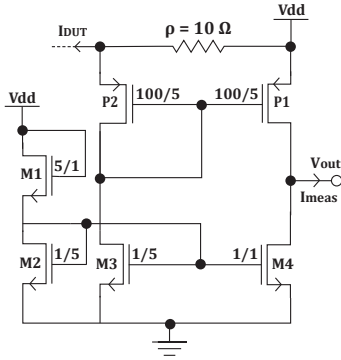 IDUT
ρ = 10 Ω
Vdd
P2
100/5
100/5
P1
Vdd
M1
5/1
Vout
Imeas
M2
1/5
M3
1/5
1/1
M4